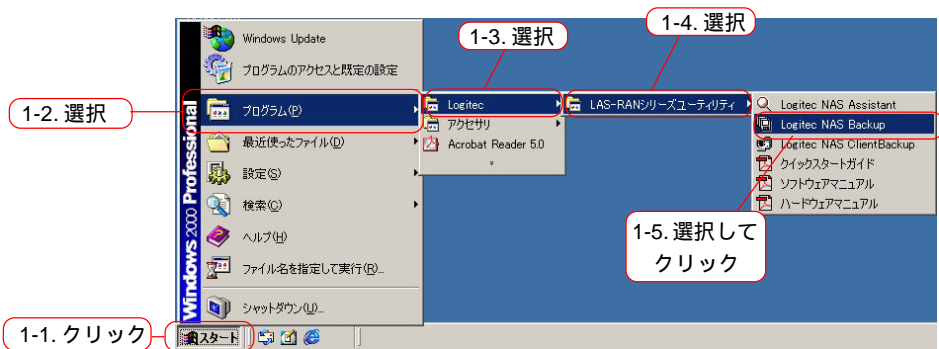 Windows Update
プログラムのアクセスと既定の設定
プログラム(P)
最近使ったファイル(D)
設定(S)
検索(C)
ヘルプ(H)
ファイル名を指定して実行(R)...
シャットダウン(U)...
Windows 2000 Professional
スタート
Logitec
アクセサリ
Acrobat Reader 5.0
LAS-RANシリーズユーティリティ
Logitec NAS Assistant
Logitec NAS Backup
Logitec NAS ClientBackup
クイックスタートガイド
ソフトウェアマニュアル
ハードウェアマニュアル
1-1. クリック
1-2. 選択
1-3. 選択
1-4. 選択
1-5. 選択して
クリック